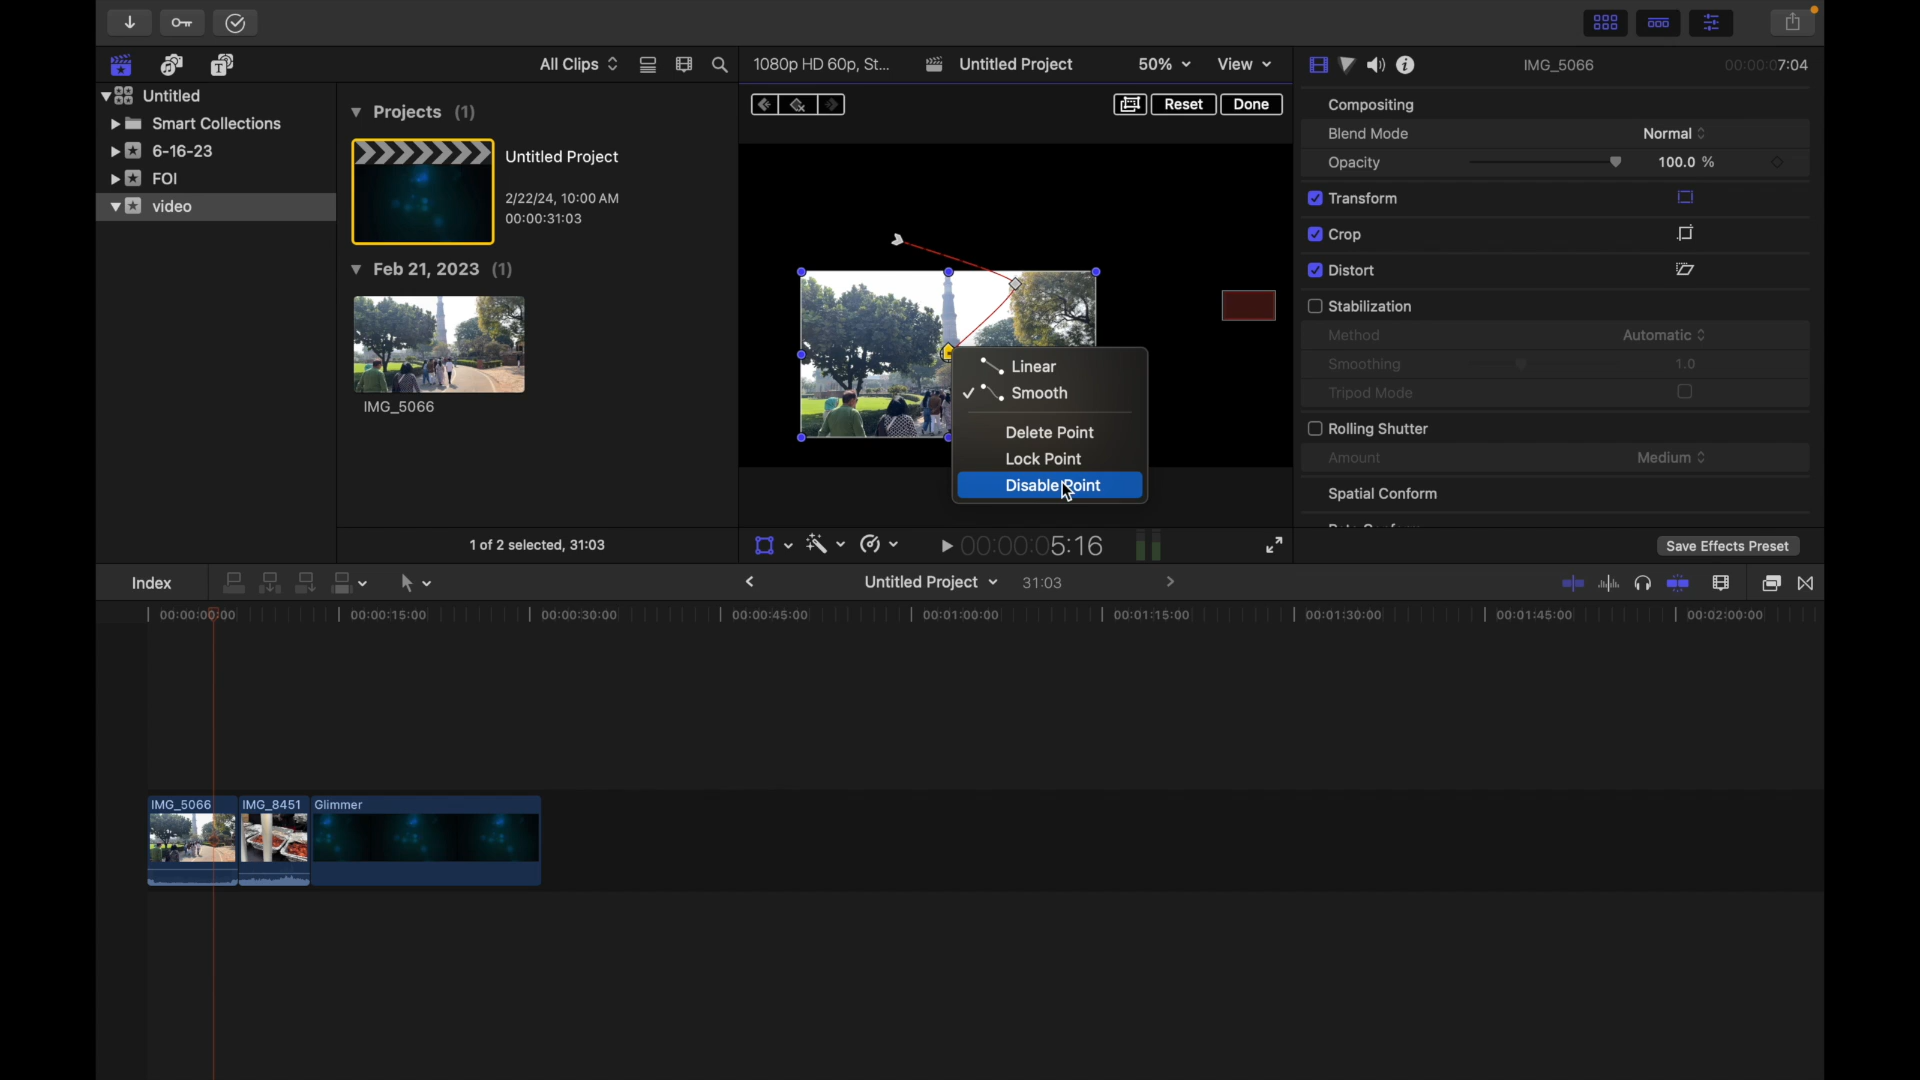 All Clips
1080p HD 60p, St...
Untitled Project
50%
View
IMG_5066
00:00:07:04
Untitled
Smart Collections
6-16-23
FOI
video
Projects (1)
Untitled Project
2/22/24, 10:00 AM
00:00:31:03
Feb 21, 2023 (1)
IMG_5066
1 of 2 selected, 31:03
Reset
Done
Linear
Smooth
Delete Point
Lock Point
Disable Point
00:00:05:16
Compositing
Blend Mode
Normal
Opacity
100.0 %
Transform
Crop
Distort
Stabilization
Method
Automatic
Smoothing
1.0
Tripod Mode
Rolling Shutter
Amount
Medium
Spatial Conform
Save Effects Preset
Index
Untitled Project
31:03
00:00:00:00
00:00:15:00
00:00:30:00
00:00:45:00
00:01:00:00
00:01:15:00
00:01:30:00
00:01:45:00
00:02:00:00
IMG_5066
IMG_8451
Glimmer